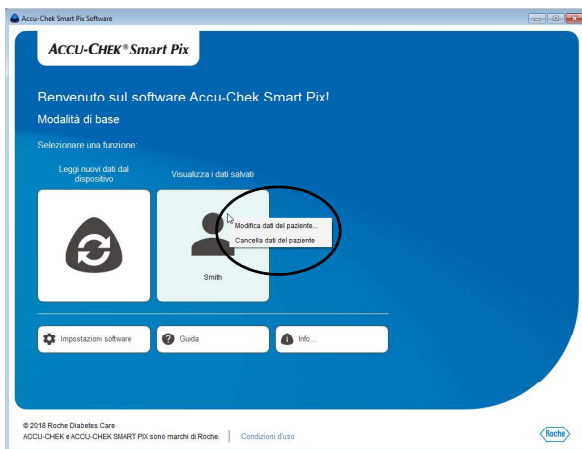 Accu-Chek Smart Pix Software
ACCU-CHEK® Smart Pix
Benvenuto sul software Accu-Chek Smart Pix!
Modalità di base
Selezionare una funzione:
Leggi nuovi dati dal
dispositivo
Visualizza i dati salvati
Modifica dati del paziente...
Cancella dati del paziente
Smith
Impostazioni software
Guida
Info...
© 2018 Roche Diabetes Care
ACCU-CHEK e ACCU-CHEK SMART PIX sono marchi di Roche.
Condizioni d'uso
Roche